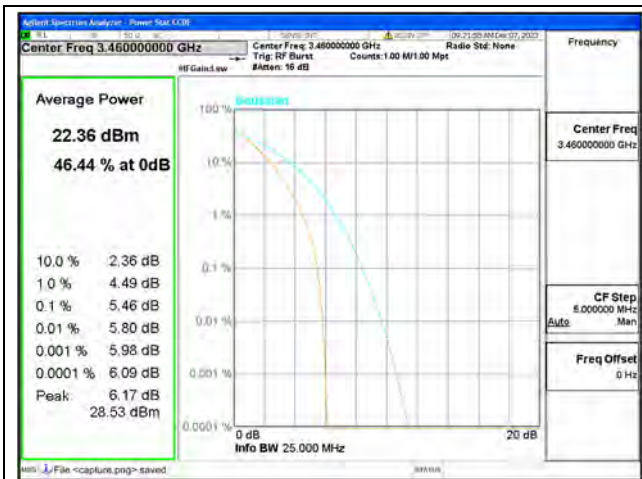 Agilent Spectrum Analyzer - Power Stat CCDF
Center Freq 3.460000000 GHz
Center Freq: 3.460000000 GHz
Radio Std: None
Trig: RF Burst
Counts:1.00 M/1.00 Mpt
#IFGain:Low
#Atten: 16 dB
Frequency
Average Power
22.36 dBm
46.44 % at 0dB
10.0 % 2.36 dB
1.0 % 4.49 dB
0.1 % 5.46 dB
0.01 % 5.80 dB
0.001 % 5.98 dB
0.0001 % 6.09 dB
Peak 6.17 dB
28.53 dBm
Gaussian
100 %
10 %
1 %
0.1 %
0.01 %
0.001 %
0.0001 %
0 dB
20 dB
Info BW 25.000 MHz
Center Freq
3.460000000 GHz
CF Step
5.000000 MHz
Auto Man
Freq Offset
0 Hz
MSG File <capture.png> saved
STATUS